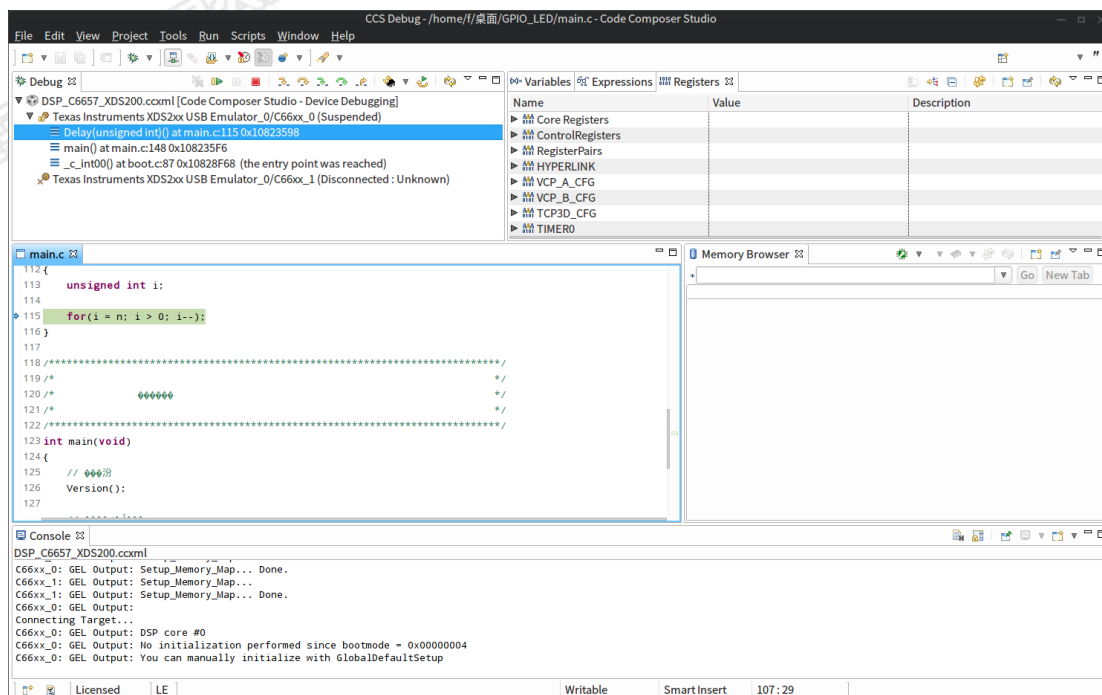 CCS Debug - /home/f/桌面/GPIO_LED/main.c - Code Composer Studio
File Edit View Project Tools Run Scripts Window Help
Debug
DSP_C6657_XDS200.ccxml [Code Composer Studio - Device Debugging]
Texas Instruments XDS2xx USB Emulator_0/C66xx_0 (Suspended)
Delay(unsigned int)() at main.c:115 0x10823598
main() at main.c:148 0x108235F6
_c_int00() at boot.c:87 0x10828F68 (the entry point was reached)
Texas Instruments XDS2xx USB Emulator_0/C66xx_1 (Disconnected : Unknown)
Variables Expressions Registers
Name Value Description
Core Registers
ControlRegisters
RegisterPairs
HYPERLINK
VCP_A_CFG
VCP_B_CFG
TCP3D_CFG
TIMER0
main.c
112 {
113 unsigned int i;
114
115 for(i = n; i > 0; i--);
116 }
117
118 /****************************************************************************/
119 /* */
120 /* ������ */
121 /* */
122 /****************************************************************************/
123 int main(void)
124 {
125 // ���汾
126 Version();
127
Memory Browser
Go New Tab
Console
DSP_C6657_XDS200.ccxml
C66xx_0: GEL Output: Setup_Memory_Map... Done.
C66xx_1: GEL Output: Setup_Memory_Map...
C66xx_1: GEL Output: Setup_Memory_Map... Done.
C66xx_0: GEL Output:
Connecting Target...
C66xx_0: GEL Output: DSP core #0
C66xx_0: GEL Output: No initialization performed since bootmode = 0x00000004
C66xx_0: GEL Output: You can manually initialize with GlobalDefaultSetup
Licensed LE Writable Smart Insert 107 : 29